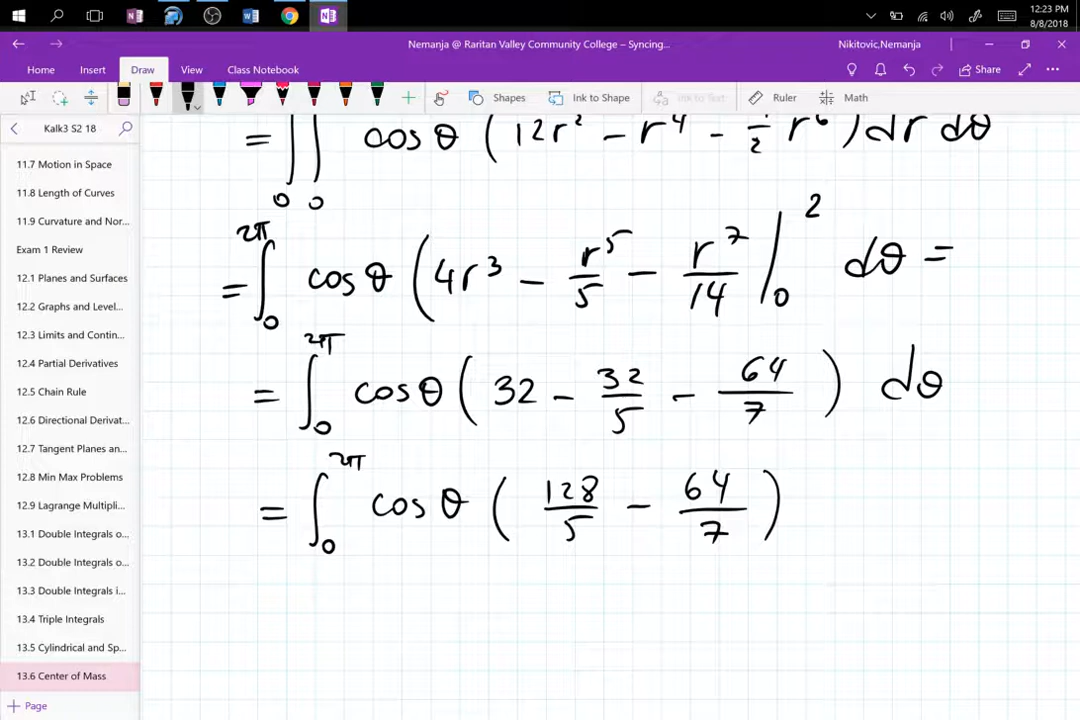 12:23 PM
8/8/2018
Nemanja @ Raritan Valley Community College – Syncing...
Nikitovic,Nemanja
Home Insert Draw View Class Notebook Share
Shapes Ink to Shape Ink to Text Ruler Math
Kalk3 S2 18
11.7 Motion in Space
11.8 Length of Curves
11.9 Curvature and Nor...
Exam 1 Review
12.1 Planes and Surfaces
12.2 Graphs and Level...
12.3 Limits and Contin...
12.4 Partial Derivatives
12.5 Chain Rule
12.6 Directional Derivat...
12.7 Tangent Planes an...
12.8 Min Max Problems
12.9 Lagrange Multipli...
13.1 Double Integrals o...
13.2 Double Integrals o...
13.3 Double Integrals i...
13.4 Triple Integrals
13.5 Cylindrical and Sp...
13.6 Center of Mass
+ Page
= ∫₀ ∫₀ cosθ (12r² − r⁴ − 1/2 r⁶) dr dθ
= ∫₀^2π cosθ (4r³ − r⁵/5 − r⁷/14 |₀² dθ =
= ∫₀^2π cosθ (32 − 32/5 − 64/7) dθ
= ∫₀^2π cosθ (128/5 − 64/7)